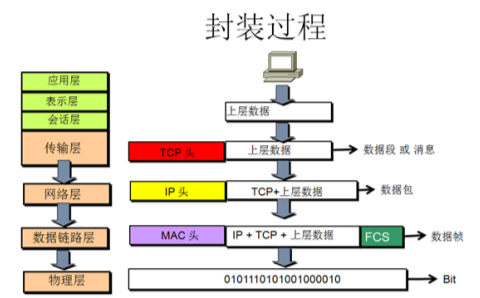 封装过程
应用层
表示层
会话层
上层数据
传输层
TCP 头
上层数据
数据段 或 消息
网络层
IP 头
TCP+上层数据
数据包
数据链路层
MAC 头
IP + TCP + 上层数据
FCS
数据帧
物理层
0101110101001000010
Bit